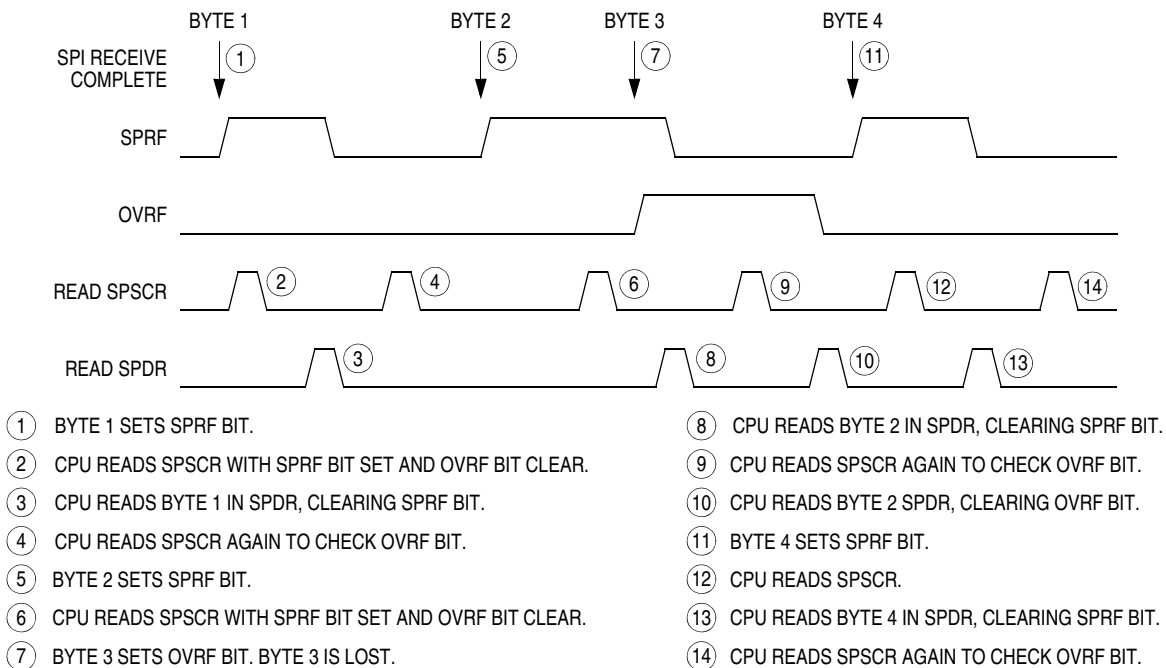 BYTE 1 BYTE 2 BYTE 3 BYTE 4
SPI RECEIVE
COMPLETE
1 5 7 11
SPRF
OVRF
READ SPSCR
2 4 6 9 12 14
READ SPDR
3 8 10 13
1 BYTE 1 SETS SPRF BIT.
2 CPU READS SPSCR WITH SPRF BIT SET AND OVRF BIT CLEAR.
3 CPU READS BYTE 1 IN SPDR, CLEARING SPRF BIT.
4 CPU READS SPSCR AGAIN TO CHECK OVRF BIT.
5 BYTE 2 SETS SPRF BIT.
6 CPU READS SPSCR WITH SPRF BIT SET AND OVRF BIT CLEAR.
7 BYTE 3 SETS OVRF BIT. BYTE 3 IS LOST.
8 CPU READS BYTE 2 IN SPDR, CLEARING SPRF BIT.
9 CPU READS SPSCR AGAIN TO CHECK OVRF BIT.
10 CPU READS BYTE 2 SPDR, CLEARING OVRF BIT.
11 BYTE 4 SETS SPRF BIT.
12 CPU READS SPSCR.
13 CPU READS BYTE 4 IN SPDR, CLEARING SPRF BIT.
14 CPU READS SPSCR AGAIN TO CHECK OVRF BIT.